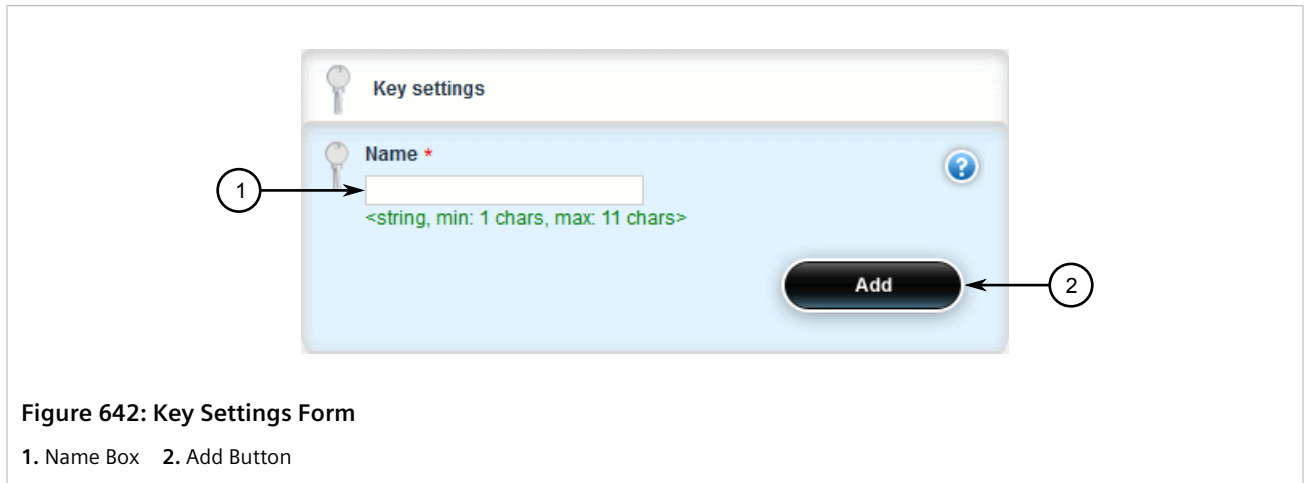 Key settings
Name *
1
<string, min: 1 chars, max: 11 chars>
Add
2
Figure 642: Key Settings Form
1. Name Box 2. Add Button